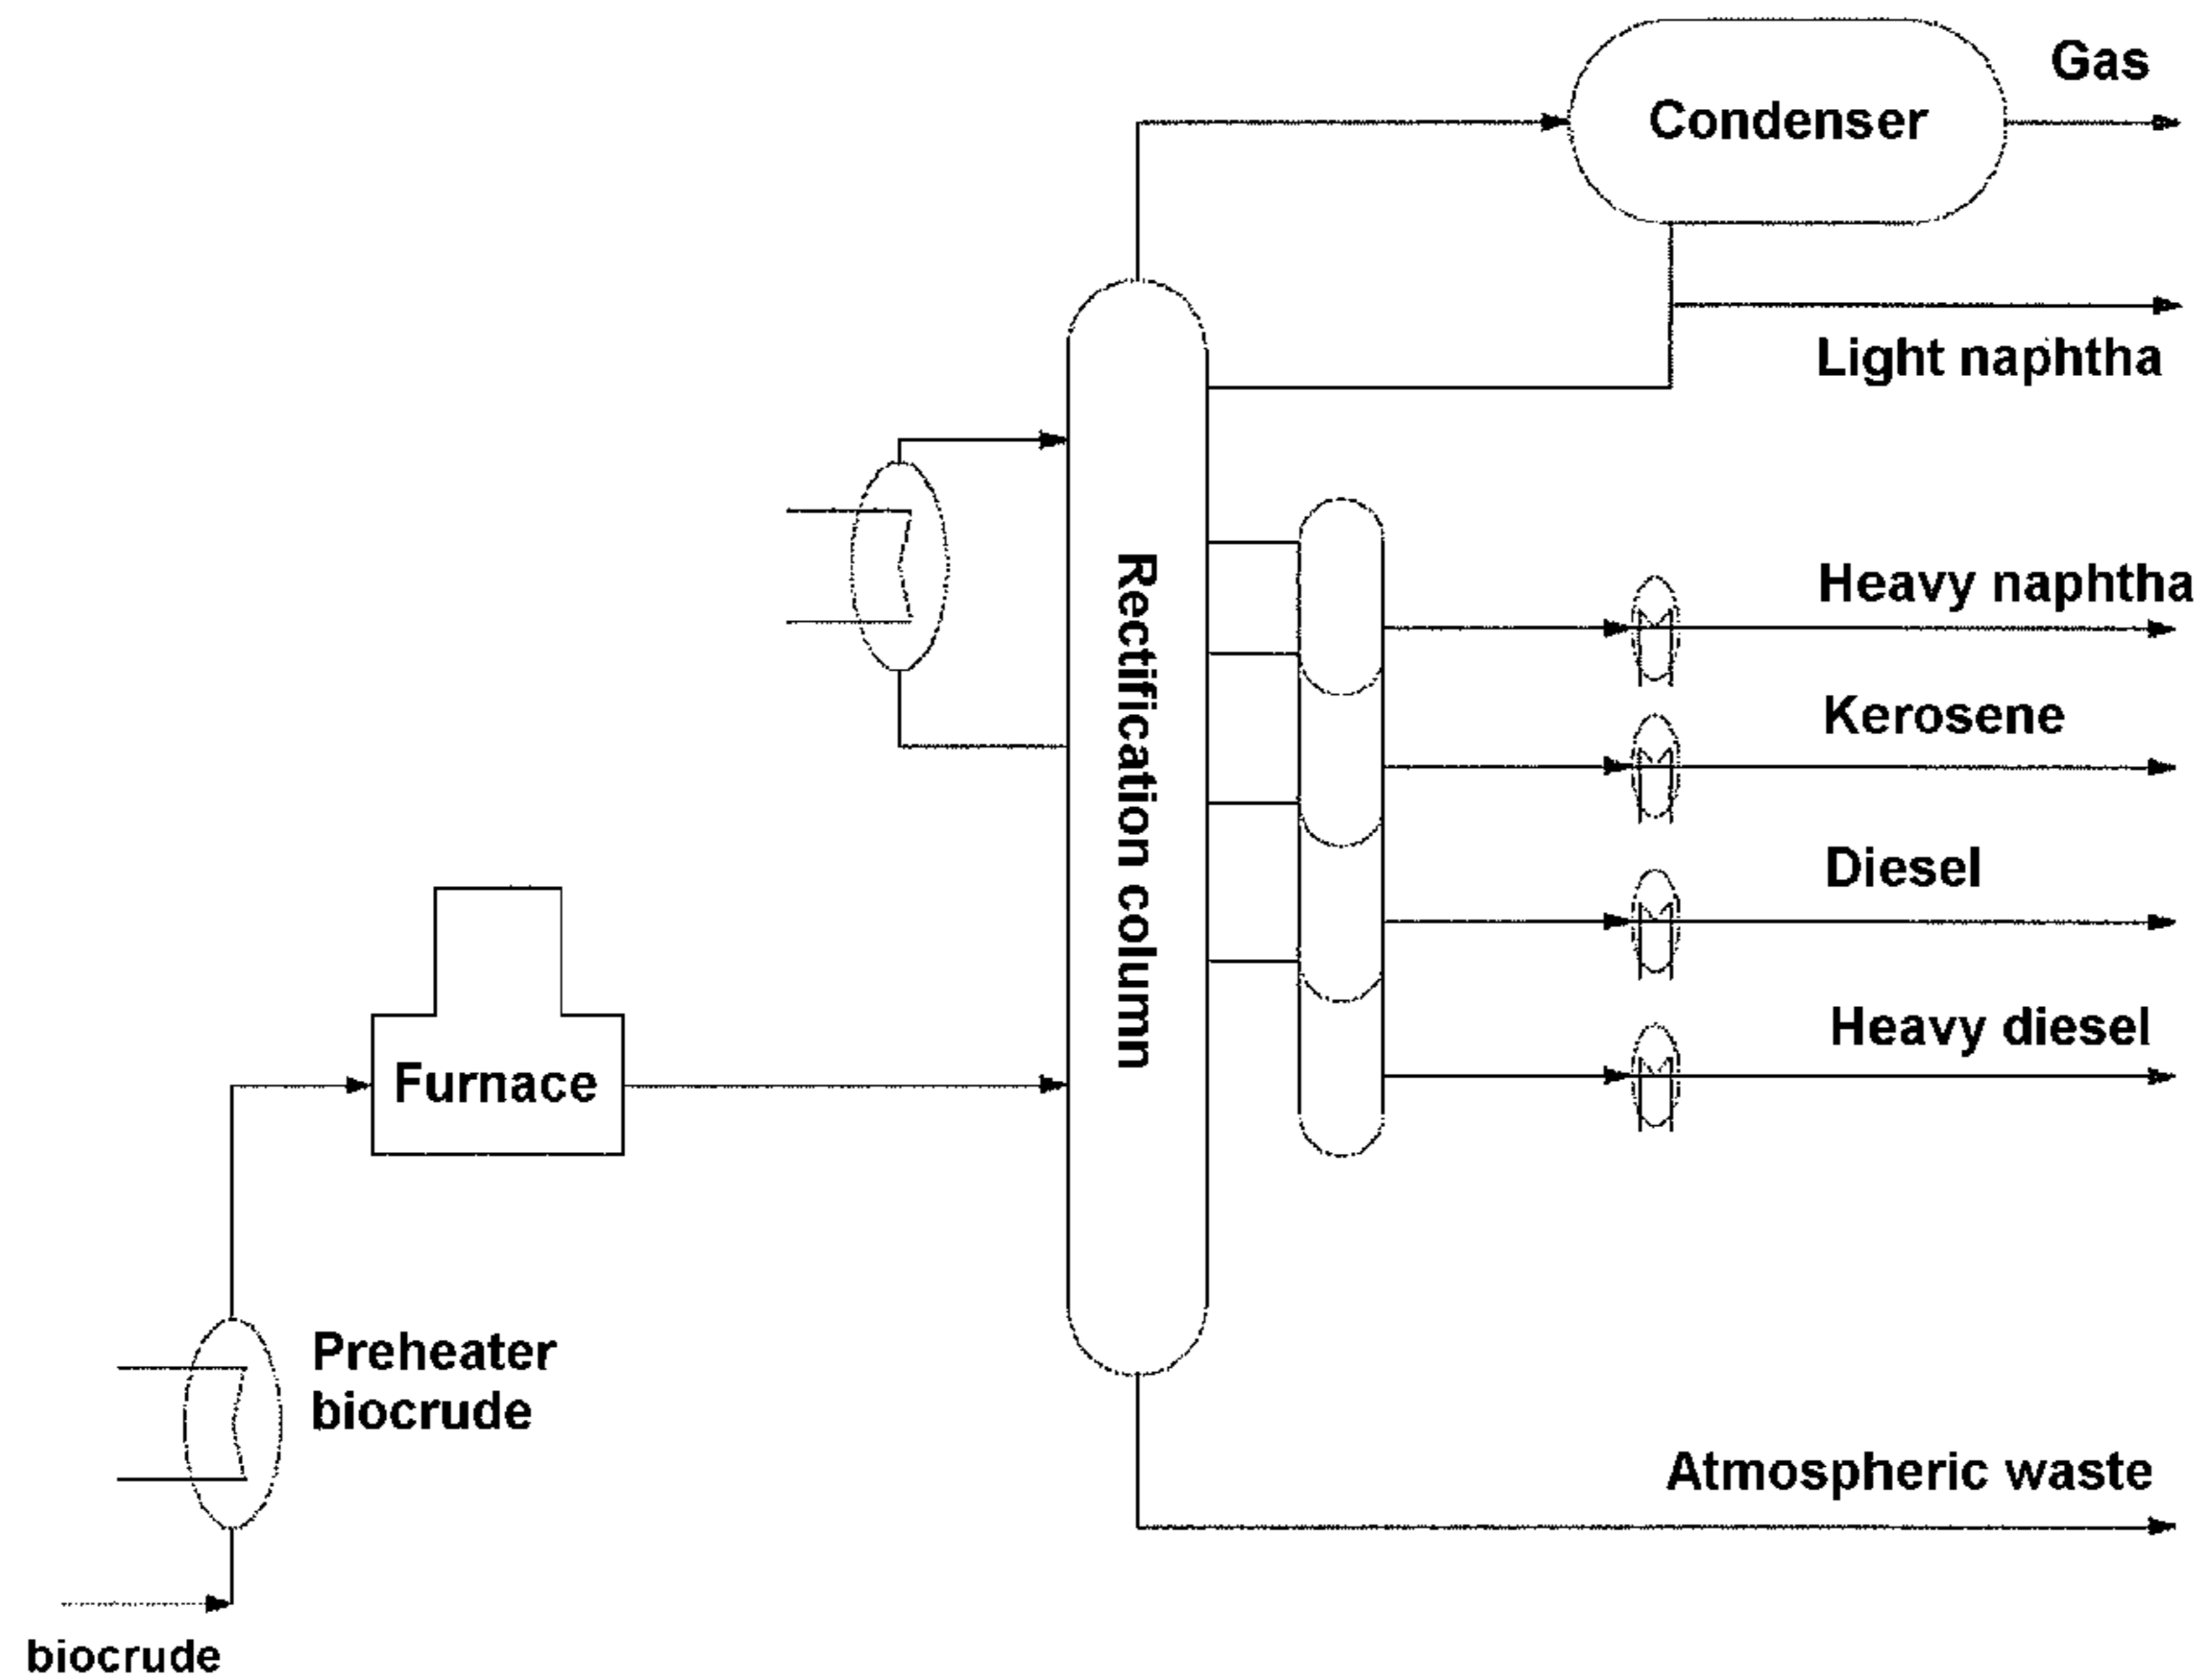 Gas
Condenser
Light naphtha
Rectification column
Heavy naphtha
Kerosene
Diesel
Heavy diesel
Furnace
Preheater
biocrude
Atmospheric waste
biocrude